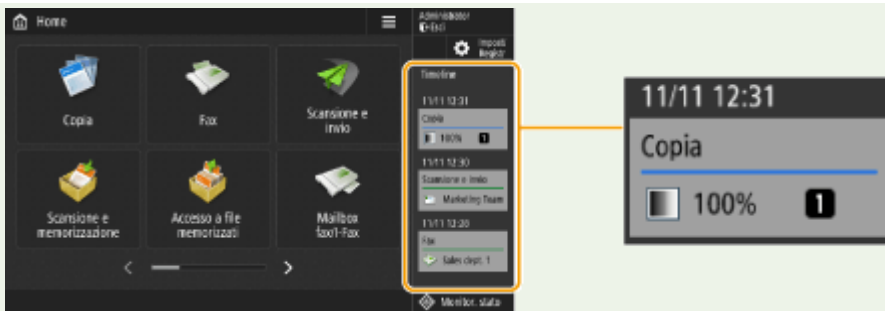 Home
Administrator
Esci
Imposti
Registr
Copia
Fax
Scansione e
invio
Scansione e
memorizzazione
Accesso a file
memorizzati
Mailbox
fax/I-Fax
Timeline
11/11 12:31
Copia
100% 1
11/11 12:30
Scansione e invio
Marketing Team
11/11 12:28
Fax
Sales dept. 1
Monitor. stato
11/11 12:31
Copia
100% 1